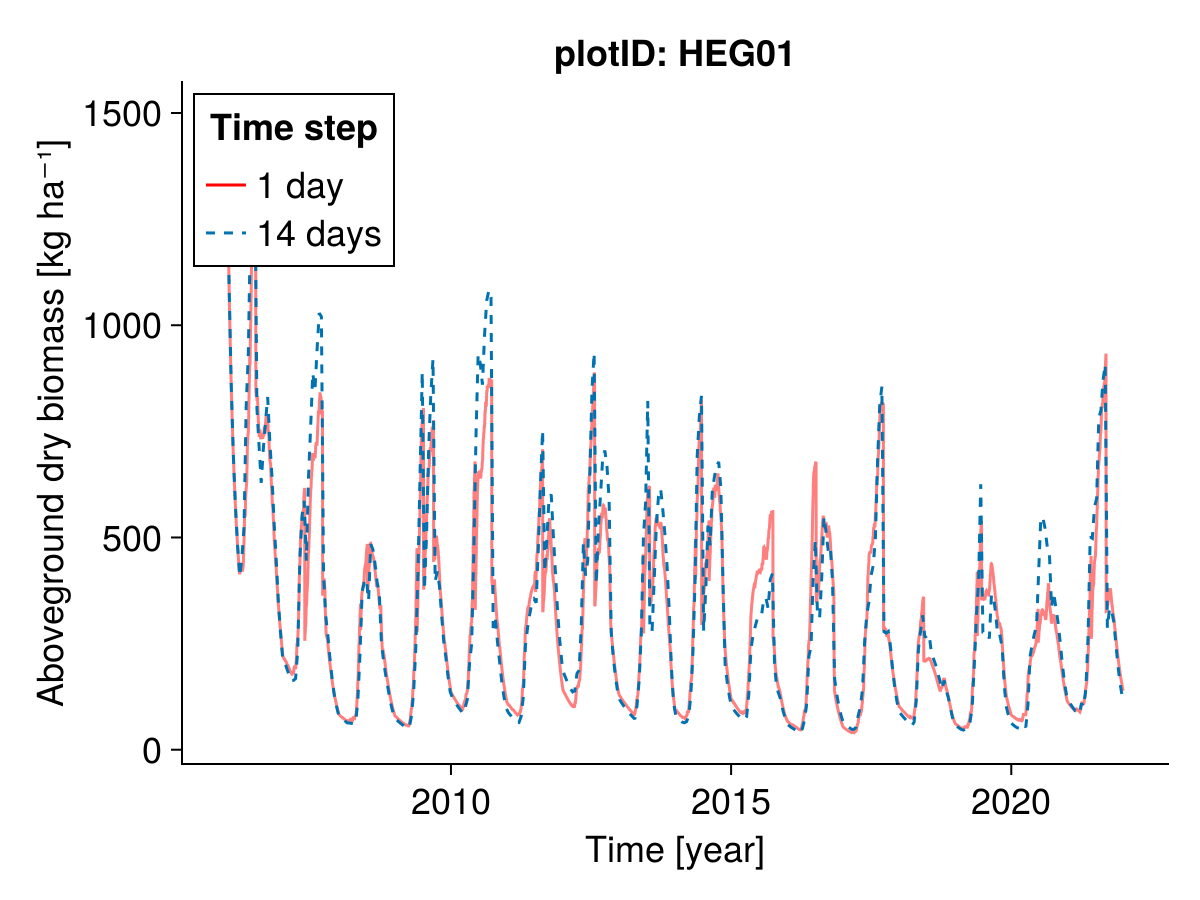 plotID: HEG01
Time step
1 day
14 days
Aboveground dry biomass [kg ha⁻¹]
1500
1000
500
0
2010
2015
2020
Time [year]